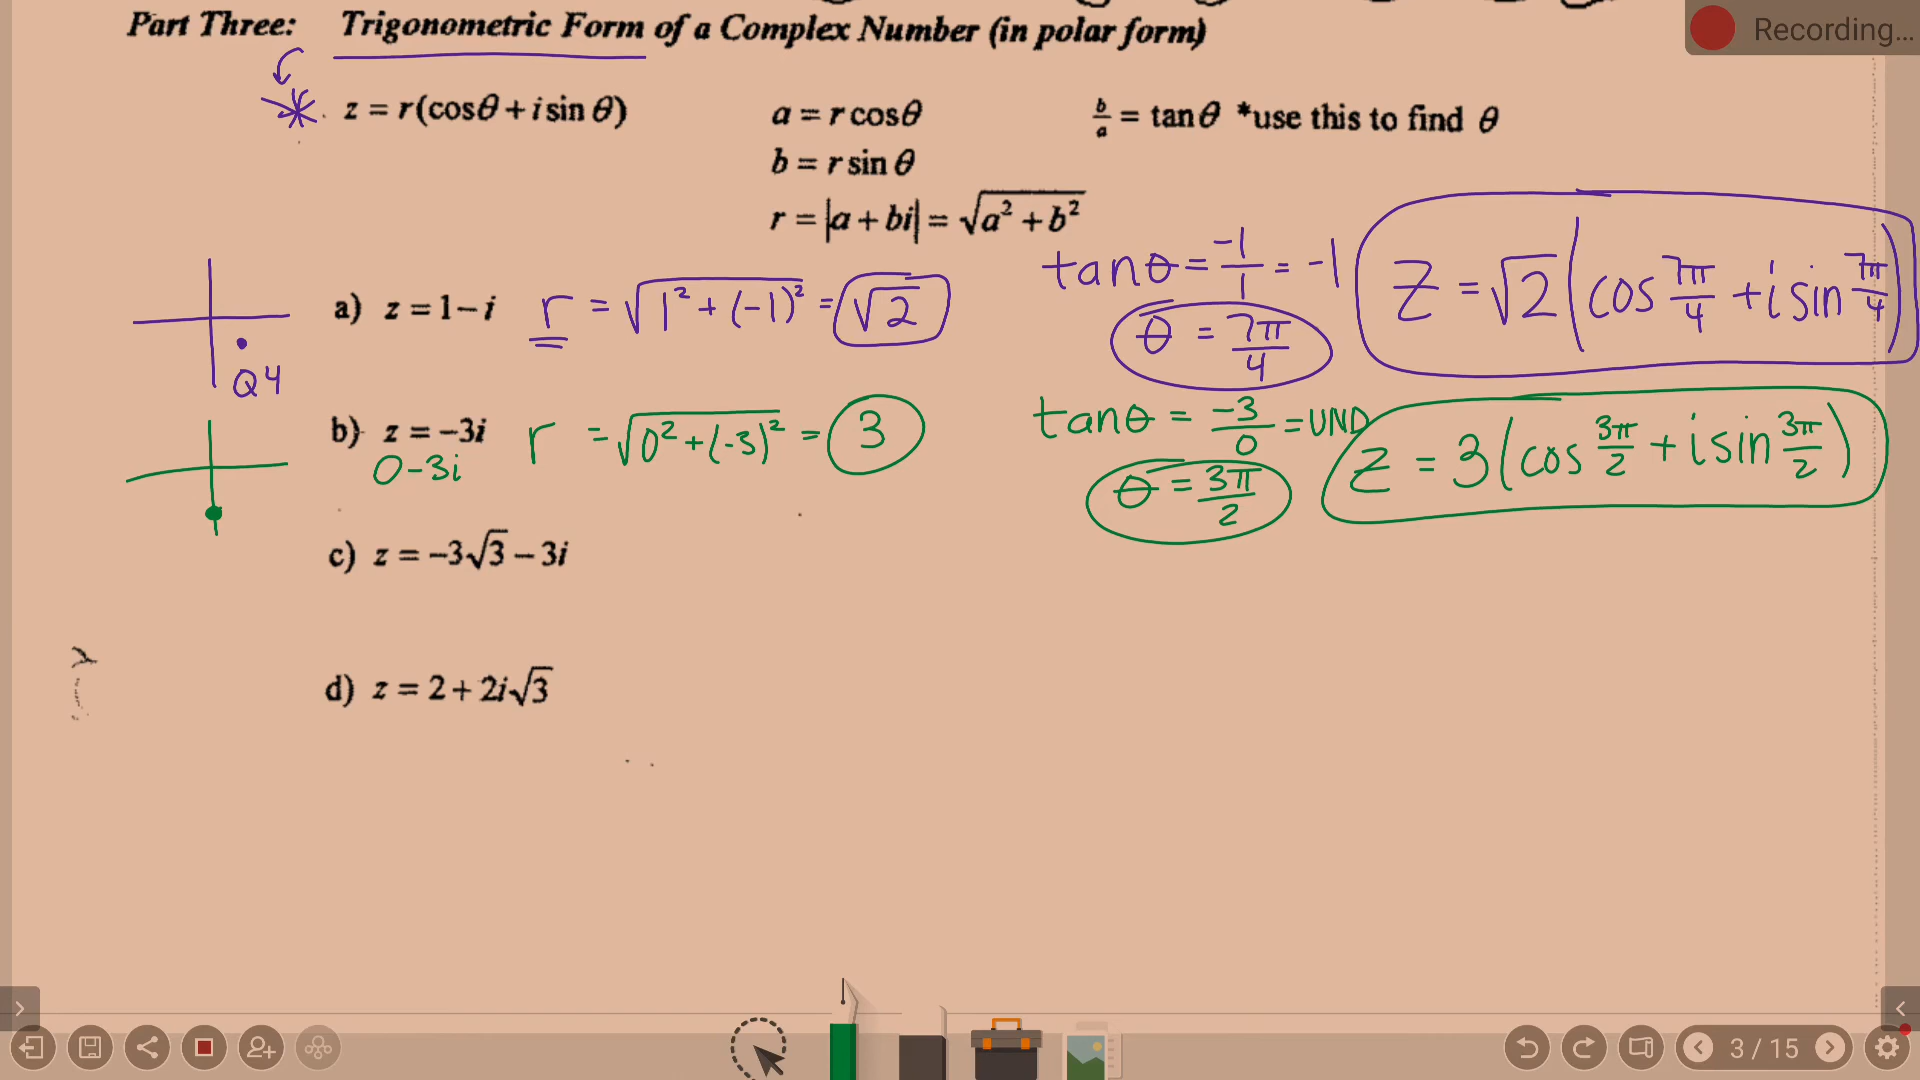 Part Three: Trigonometric Form of a Complex Number (in polar form)
Recording...
z = r(cosθ + i sin θ)
a = r cosθ
b/a = tanθ *use this to find θ
b = r sin θ
r = |a + bi| = √(a² + b²)
a) z = 1 – i r = √(1² + (-1)²) = √2
tanθ = -1/1 = -1
θ = 7π/4
z = √2 (cos 7π/4 + i sin 7π/4)
Q4
b) z = –3i r = √(0² + (-3)²) = 3
0 - 3i
tanθ = -3/0 = UND
θ = 3π/2
z = 3 (cos 3π/2 + i sin 3π/2)
c) z = –3√3 – 3i
d) z = 2 + 2i√3
3 / 15